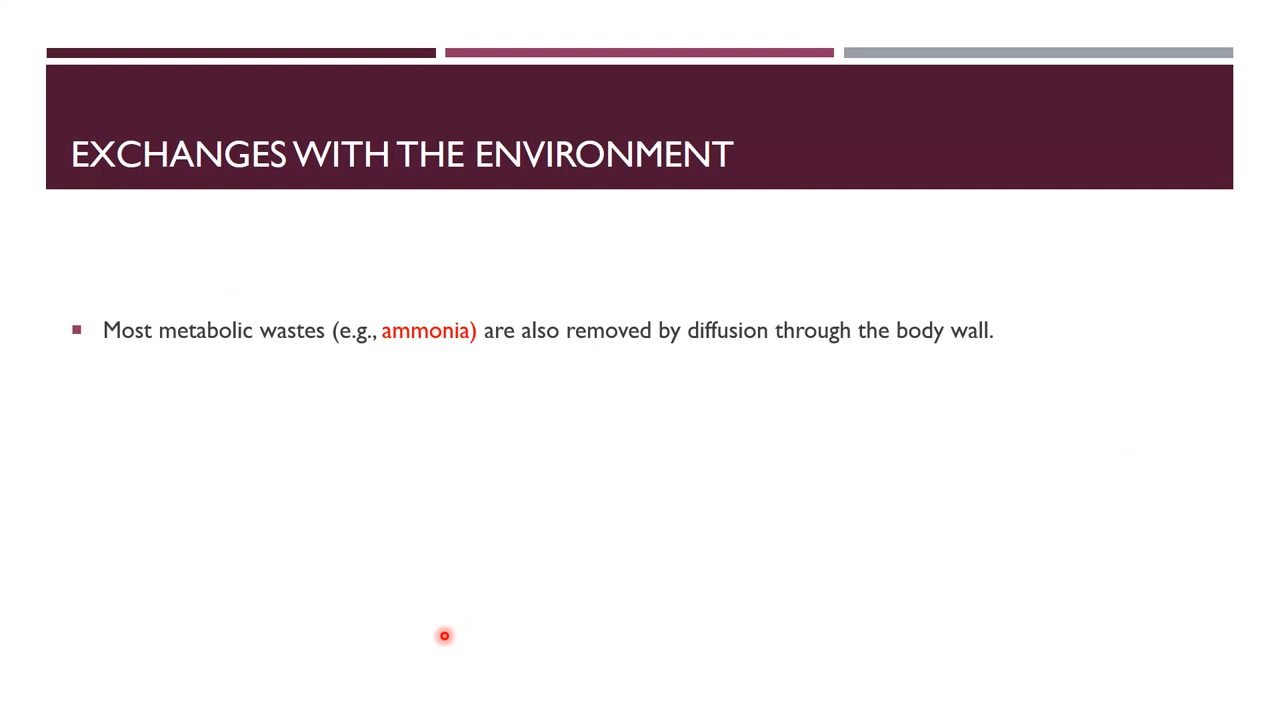 EXCHANGES WITH THE ENVIRONMENT
Most metabolic wastes (e.g., ammonia) are also removed by diffusion through the body wall.